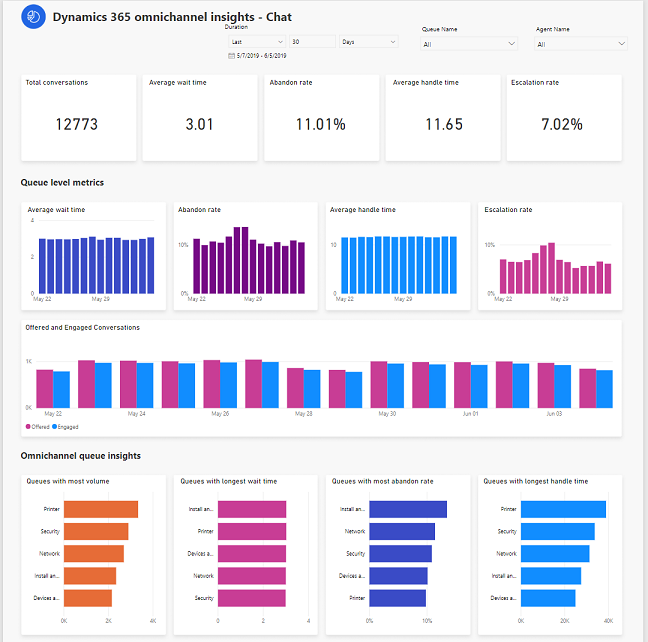 Dynamics 365 omnichannel insights - Chat
Duration
Queue Name
Agent Name
Last
30
Days
All
All
5/7/2019 - 6/5/2019
Total conversations
Average wait time
Abandon rate
Average handle time
Escalation rate
12773
3.01
11.01%
11.65
7.02%
Queue level metrics
Average wait time
4
2
0
May 22
May 29
Abandon rate
10%
0%
May 22
May 29
Average handle time
10
0
May 22
May 29
Escalation rate
10%
0%
May 22
May 29
Offered and Engaged Conversations
1K
0K
May 22
May 24
May 26
May 28
May 30
Jun 01
Jun 03
Offered
Engaged
Omnichannel queue insights
Queues with most volume
Printer
Security
Network
Install an...
Devices a...
0K
2K
4K
Queues with longest wait time
Install an...
Printer
Devices a...
Network
Security
0
2
4
Queues with most abandon rate
Install an...
Network
Security
Devices a...
Printer
0%
10%
Queues with longest handle time
Printer
Security
Network
Install an...
Devices a...
0K
20K
40K